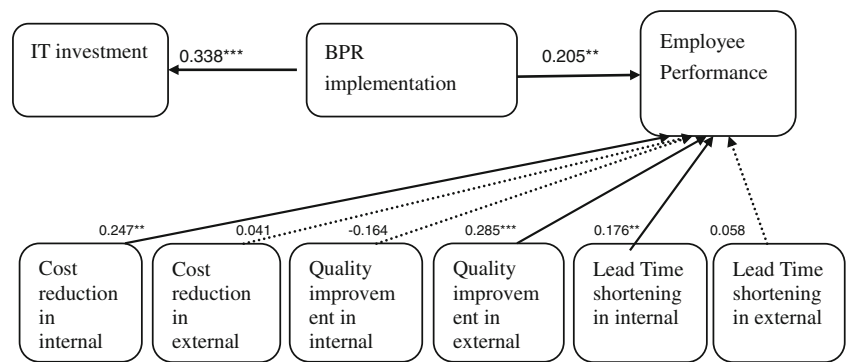 IT investment
0.338***
BPR
implementation
0.205**
Employee
Performance
0.247**
0.041
-0.164
0.285***
0.176**
0.058
Cost
reduction
in
internal
Cost
reduction
in
external
Quality
improvem
ent in
internal
Quality
improvem
ent in
external
Lead Time
shortening
in internal
Lead Time
shortening
in external